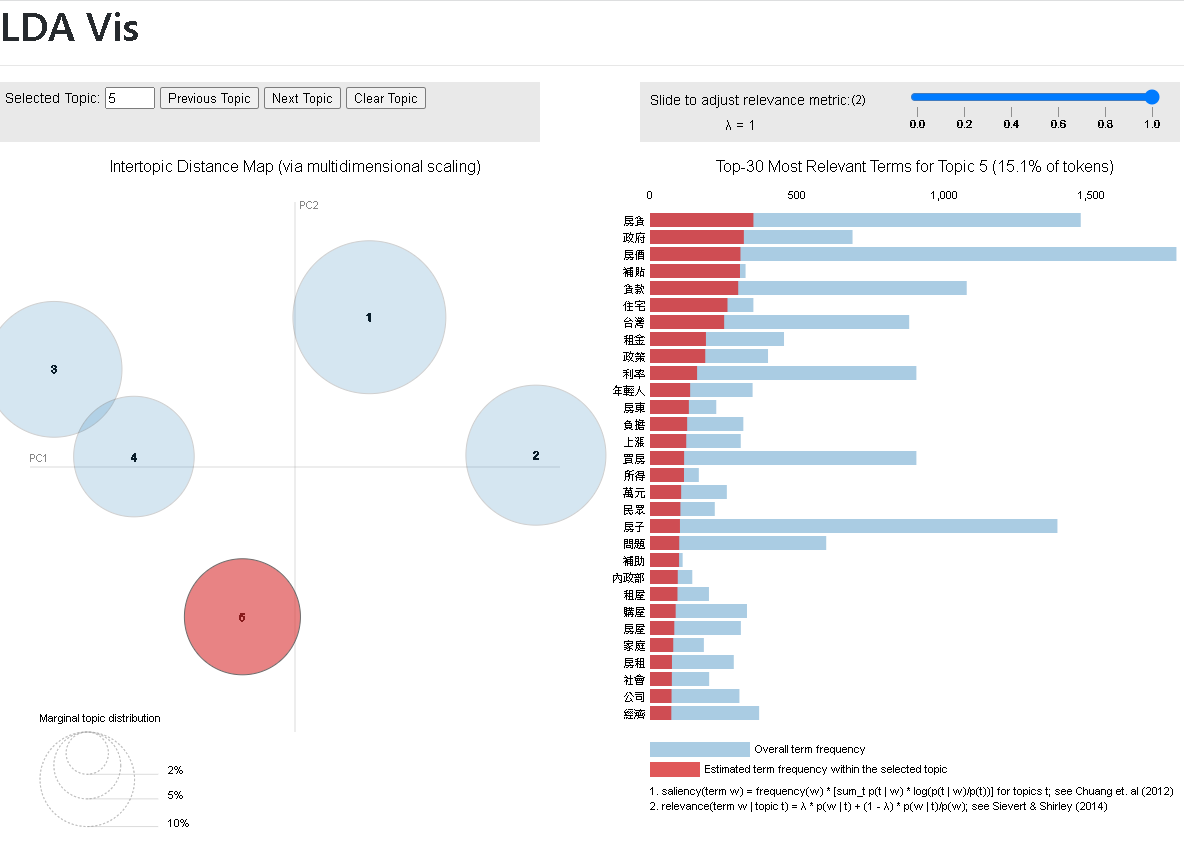 LDA Vis
Selected Topic: 5 Previous Topic Next Topic Clear Topic
Slide to adjust relevance metric:(2)
λ = 1
0.0 0.2 0.4 0.6 0.8 1.0
Intertopic Distance Map (via multidimensional scaling)
PC2
PC1
1
2
3
4
5
Marginal topic distribution
2%
5%
10%
Top-30 Most Relevant Terms for Topic 5 (15.1% of tokens)
0 500 1,000 1,500
房貸
政府
房價
補貼
貸款
住宅
台灣
租金
政策
利率
年輕人
房東
負擔
上漲
買房
所得
萬元
民眾
房子
問題
補助
內政部
租屋
購屋
房屋
家庭
房租
社會
公司
經濟
Overall term frequency
Estimated term frequency within the selected topic
1. saliency(term w) = frequency(w) * [sum_t p(t | w) * log(p(t | w)/p(t))] for topics t; see Chuang et. al (2012)
2. relevance(term w | topic t) = λ * p(w | t) + (1 - λ) * p(w | t)/p(w); see Sievert & Shirley (2014)